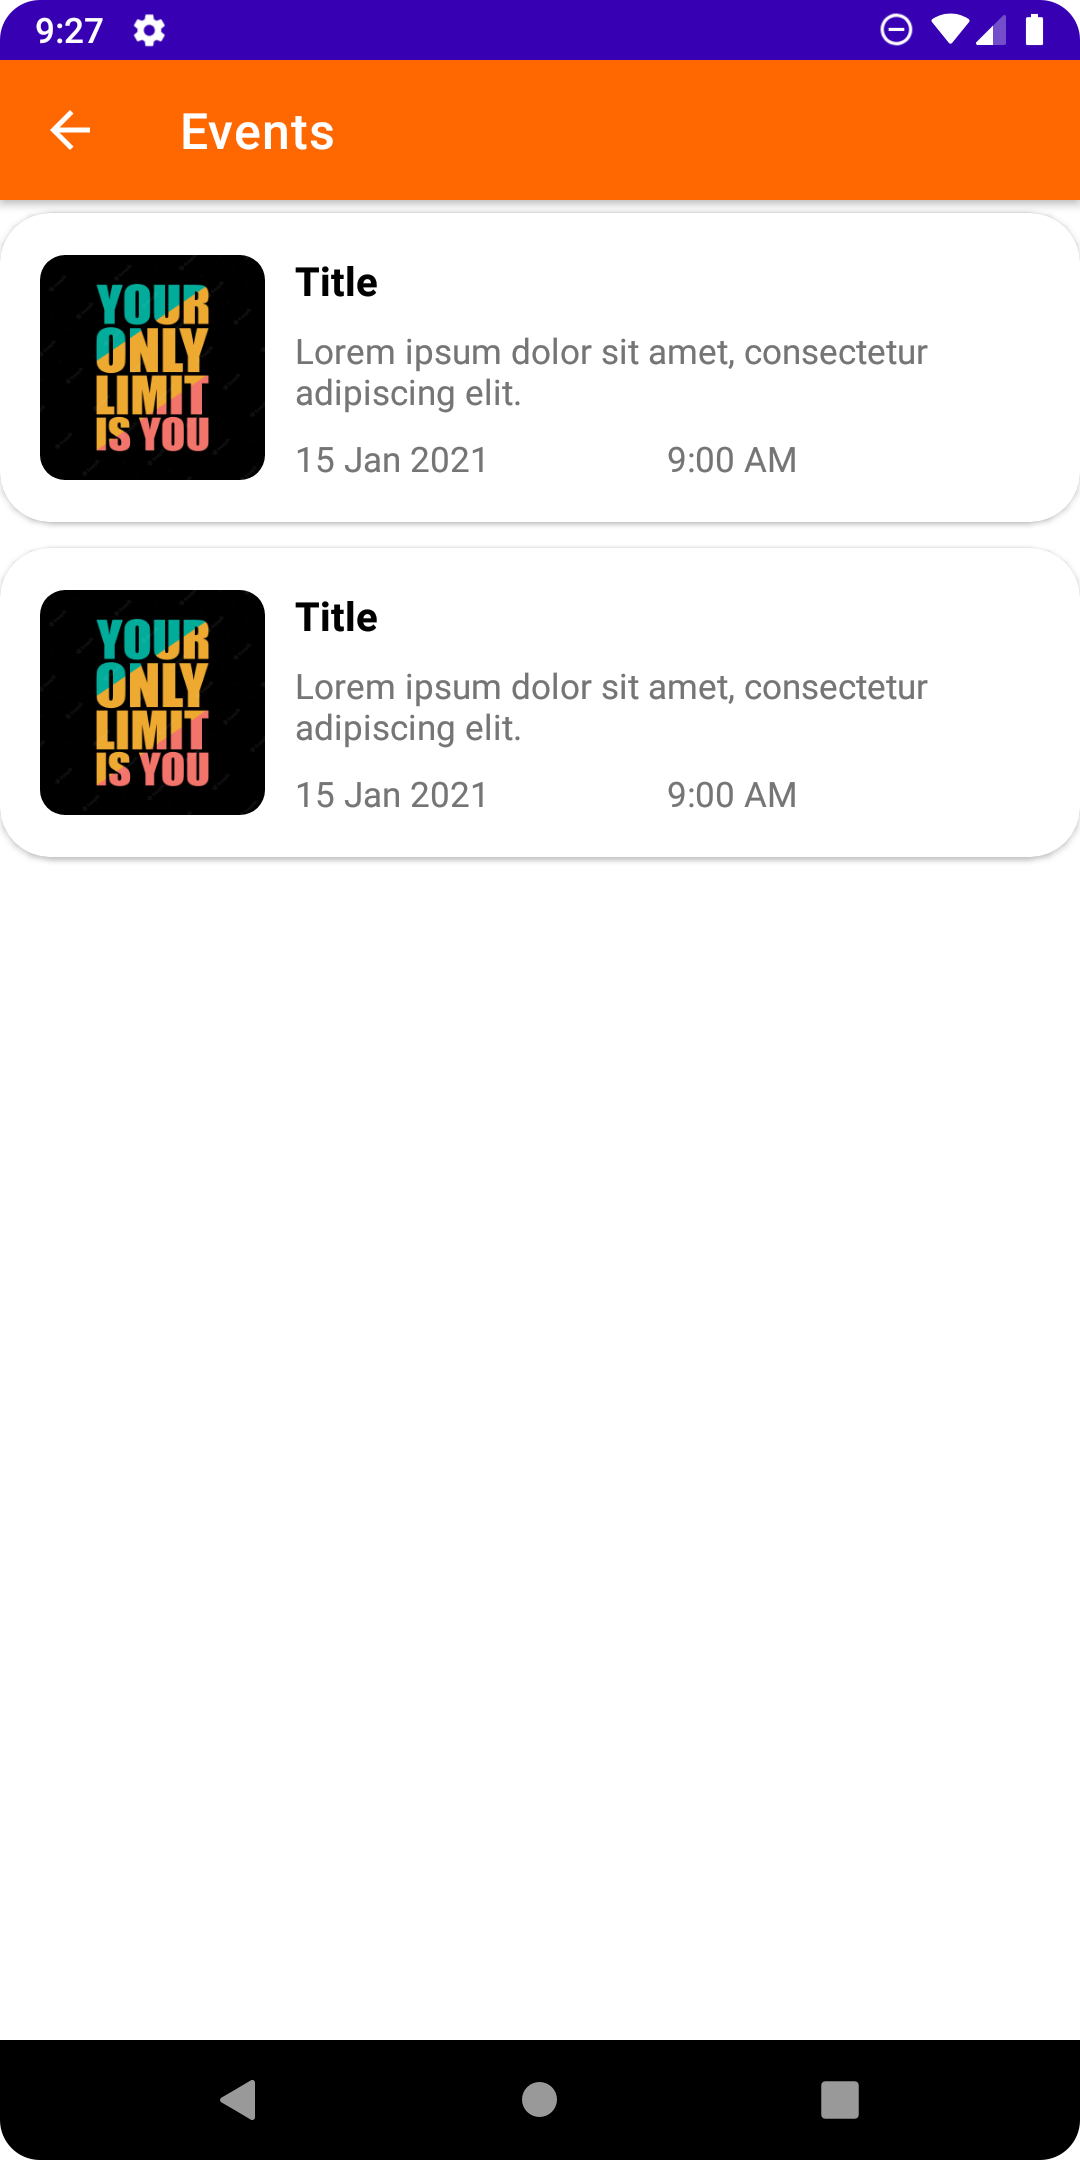 9:27
Events
YOUR
ONLY
LIMIT
IS YOU
Title
Lorem ipsum dolor sit amet, consectetur
adipiscing elit.
15 Jan 2021 9:00 AM
YOUR
ONLY
LIMIT
IS YOU
Title
Lorem ipsum dolor sit amet, consectetur
adipiscing elit.
15 Jan 2021 9:00 AM